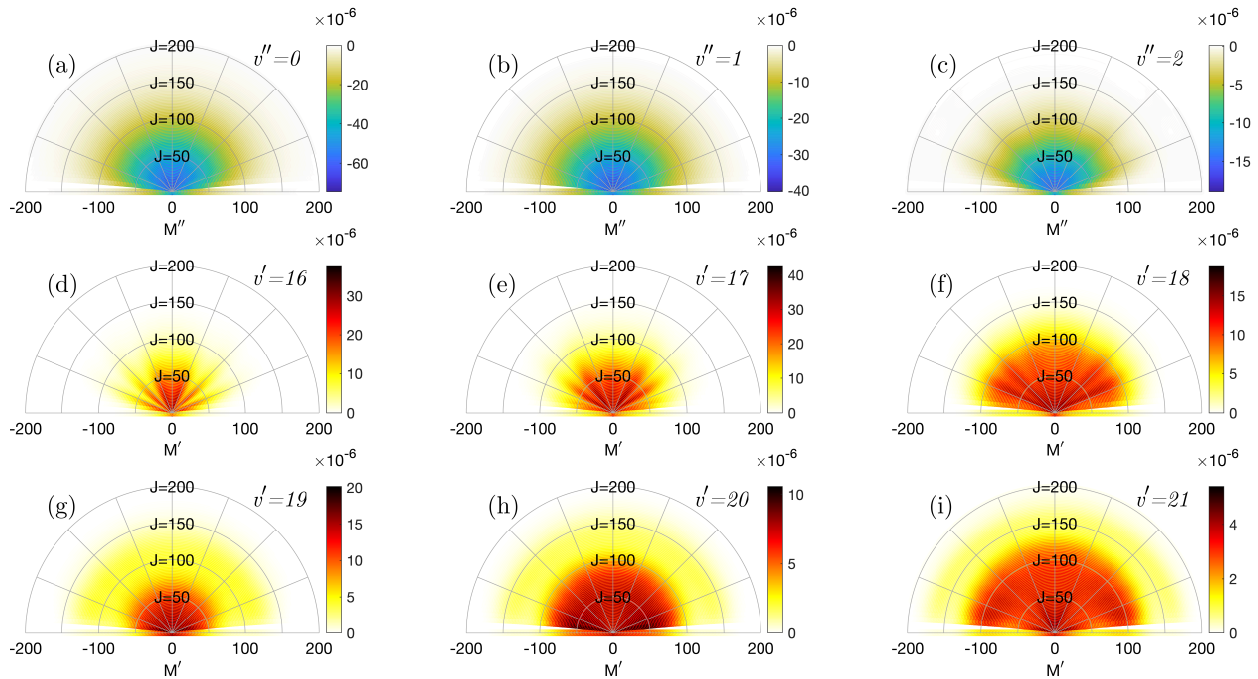 ×10⁻⁶ ×10⁻⁶ ×10⁻⁶
(a) J=200 v''=0 0 (b) J=200 v''=1 0 (c) J=200 v''=2 0
J=150 -20 J=150 -10 J=150 -5
J=100 -40 J=100 -20 J=100 -10
J=50 -60 J=50 -30 J=50 -15
-40 -20
-200 -100 0 100 200 -200 -100 0 100 200 -200 -100 0 100 200
M'' M'' M''
×10⁻⁶ ×10⁻⁶ ×10⁻⁶
(d) J=200 v'=16 30 (e) J=200 v'=17 40 (f) J=200 v'=18 15
J=150 20 J=150 30 J=150 10
J=100 10 J=100 20 J=100 5
J=50 0 J=50 10 J=50 0
0
-200 -100 0 100 200 -200 -100 0 100 200 -200 -100 0 100 200
M' M' M'
×10⁻⁶ ×10⁻⁶ ×10⁻⁶
(g) J=200 v'=19 20 (h) J=200 v'=20 10 (i) J=200 v'=21 4
J=150 15 J=150 5 J=150 2
J=100 10 J=100 0 J=100 0
J=50 5 J=50 J=50
0
-200 -100 0 100 200 -200 -100 0 100 200 -200 -100 0 100 200
M' M' M'